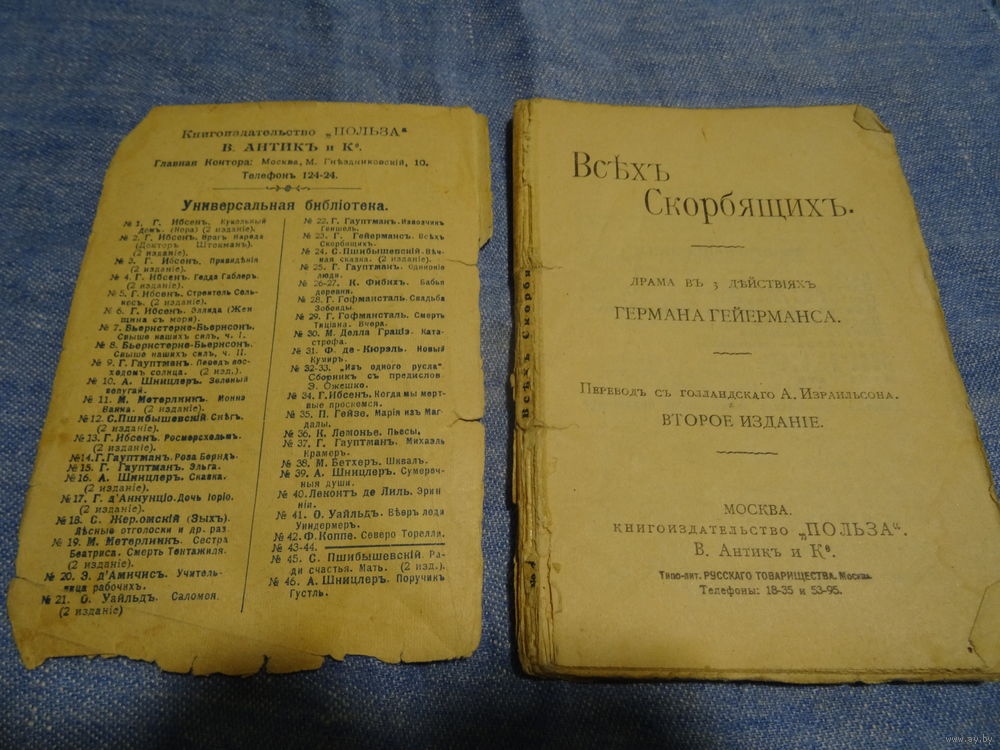 Книгоиздательство „ПОЛЬЗА“
В. АНТИКЪ и Кº.
Главная Контора: Москва, М. Гнѣздниковскій, 10.
Телефонъ 124-24.
Универсальная библіотека.
№ 1. Г. Ибсенъ. Кукольный
Домъ. (Нора) (2 изданіе).
№ 2. Г. Ибсенъ. Врагъ Народа
(Докторъ Штокманъ).
(2 изданіе).
№ 3. Г. Ибсенъ, Привидѣнія
(2 изданіе).
№ 4. Г. Ибсенъ. Гедда Габлеръ.
(2 изданіе).
№ 5. Г. Ибсенъ. Строитель Соль-
несъ. (2 изданіе).
№ 6. Г. Ибсенъ. Эллида (Жен
щина съ моря).
№ 7. Бьернстерне-Бьернсонъ.
Свыше нашихъ силъ, ч. I.
№ 8. Бьернстерне-Бьернсонъ.
Свыше нашихъ силъ, ч. II.
№ 9. Г. Гауптманъ. Передъ вос-
ходомъ солнца. (2 изд.).
№ 10. А. Шницлеръ. Зеленый
попугай.
№ 11. М. Метерлинкъ. Монна
Ванна. (2 изданіе).
№ 12. С. Пшибышевскій Снѣгъ.
(2 изданіе).
№ 13. Г. Ибсенъ. Росмерсхольмъ.
(2 изданіе).
№ 14. Г. Гауптманъ. Роза Берндъ.
№ 15. Г. Гауптманъ. Эльга.
№ 16. А. Шницлеръ. Сказка.
(2 изданіе).
№ 17. Г. д'Аннунціо. Дочь Іоріо.
(2 изданіе).
№ 18. С. Жеромскій (Зыхъ).
Лѣсные отголоски и др. раз.
№ 19. М. Метерлинкъ. Сестра
Беатриса. Смерть Тентажиля.
(2 изданіе).
№ 20. Э. д'Амичисъ. Учитель-
ница рабочихъ.
№ 21. О. Уайльдъ. Саломея.
(2 изданіе)
№ 22. Г. Гауптманъ. Извозчикъ
Геншель.
№ 23. Г. Гейермансъ. Всѣхъ
Скорбящихъ.
№ 24. С. Пшибышевскій. Вѣч-
ная сказка. (2 изданіе).
№ 25. Г. Гауптманъ. Одинокіе
люди.
№ 26-27. К. Фибихъ. Бабья
деревня.
№ 28. Г. Гофмансталь. Свадьба
Зобеиды.
№ 29. Г. Гофмансталь. Смерть
Тиціана. Вчера.
№ 30. М. Делла Граціэ. Ката-
строфа.
№ 31. Ф. де-Кюрэль. Новый
Кумиръ.
№ 32-33. „Изъ одного русла“
Сборникъ съ предислов.
Э. Ожешко.
№ 34. Г. Ибсенъ. Когда мы мерт-
вые проснемся.
№ 35. П. Гейзе. Марія изъ Маг-
далы.
№ 36. К. Лемонье. Пьесы.
№ 37. Г. Гауптманъ. Михаэль
Крамеръ.
№ 38. М. Бетхеръ. Шквалъ.
№ 39. А. Шницлеръ. Сумероч-
ныя души.
№ 40. Леконтъ де Лиль. Эрин
ніи.
№ 41. О. Уайльдъ. Вѣеръ лэди
Уиндермеръ.
№ 42. Ф. Коппе. Северо Торелли.
№ 43-44.
№ 45. С. Пшибышевскій. Ра-
ди счастья. Мать. (2 изд.).
№ 46. А. Шницлеръ. Поручикъ
Густль.
Всѣхъ Скорбя
№
Всѣхъ
Скорбящихъ.
ДРАМА ВЪ 3 ДѢЙСТВІЯХЪ
ГЕРМАНА ГЕЙЕРМАНСА.
Переводъ съ голландскаго А. Израильсона.
ВТОРОЕ ИЗДАНІЕ.
МОСКВА.
КНИГОИЗДАТЕЛЬСТВО „ПОЛЬЗА“.
В. Антикъ и Кº.
Типо-лит. РУССКАГО ТОВАРИЩЕСТВА. Москва.
Телефоны: 18-35 и 53-95.
www.ay.by